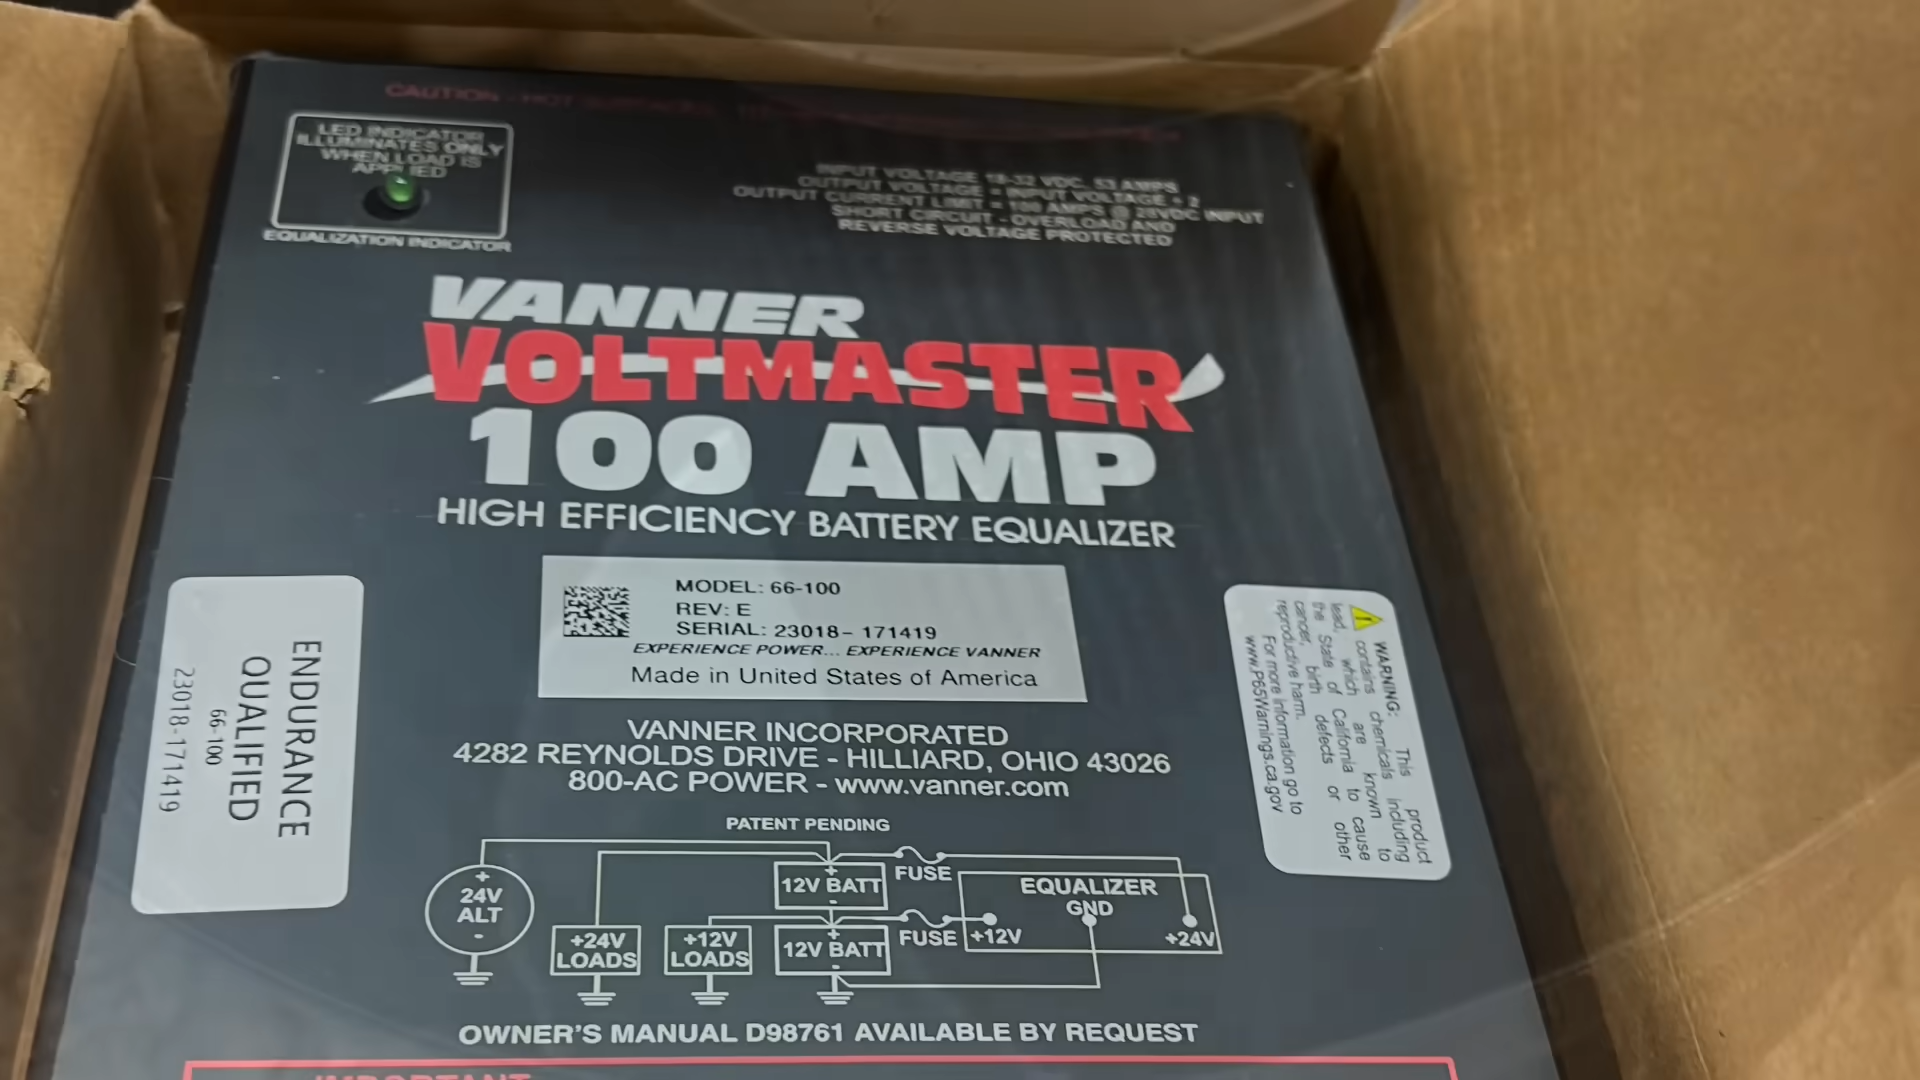 CAUTION - HOT SURFACES
LED INDICATOR
ILLUMINATES ONLY
WHEN LOAD IS
APPLIED
EQUALIZATION INDICATOR
INPUT VOLTAGE 18-32 VDC, 53 AMPS
OUTPUT VOLTAGE = INPUT VOLTAGE ÷ 2
OUTPUT CURRENT LIMIT = 100 AMPS @ 28VDC INPUT
SHORT CIRCUIT - OVERLOAD AND
REVERSE VOLTAGE PROTECTED
VANNER
VOLTMASTER
100 AMP
HIGH EFFICIENCY BATTERY EQUALIZER
MODEL: 66-100
REV: E
SERIAL: 23018- 171419
EXPERIENCE POWER... EXPERIENCE VANNER
Made in United States of America
ENDURANCE
QUALIFIED
66-100
23018-171419
WARNING: This product
contains chemicals including
lead, which are known to
the State of California to cause
cancer, birth defects or other
reproductive harm.
For more information go to
www.P65Warnings.ca.gov
VANNER INCORPORATED
4282 REYNOLDS DRIVE - HILLIARD, OHIO 43026
800-AC POWER - www.vanner.com
PATENT PENDING
+
24V
ALT
-
+24V
LOADS
+12V
LOADS
+
12V BATT
-
+
12V BATT
-
FUSE
FUSE
EQUALIZER
GND
+12V
+24V
OWNER'S MANUAL D98761 AVAILABLE BY REQUEST
IMPORTANT